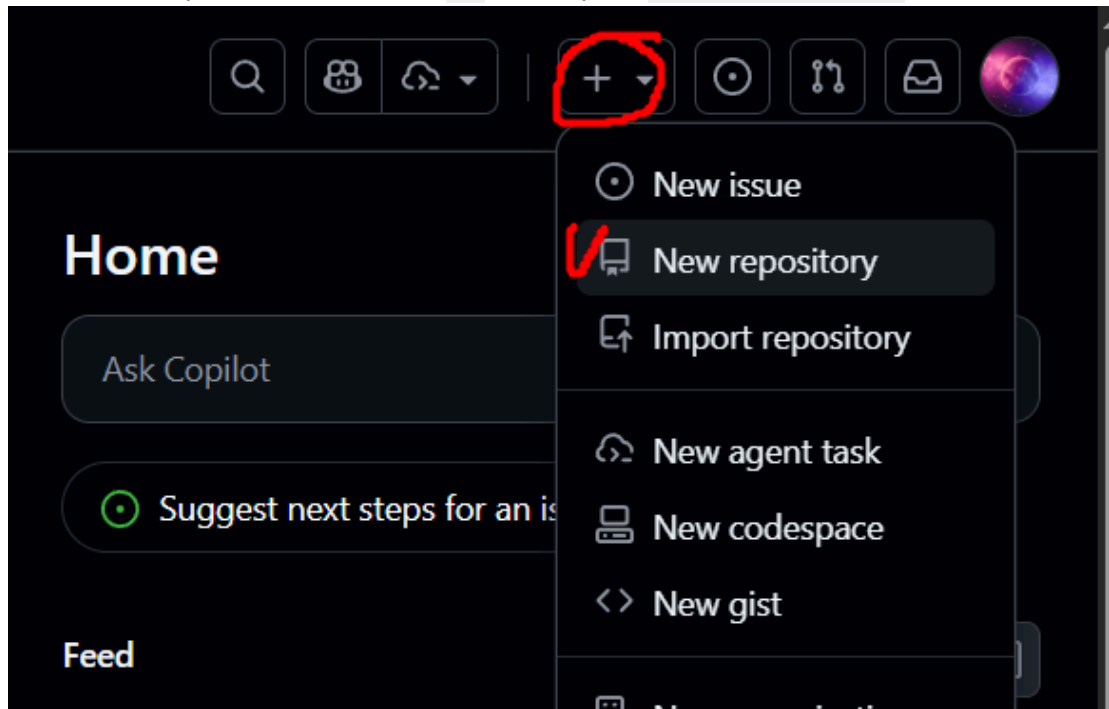 New issue
Home
New repository
Import repository
Ask Copilot
New agent task
Suggest next steps for an
New codespace
New gist
Feed